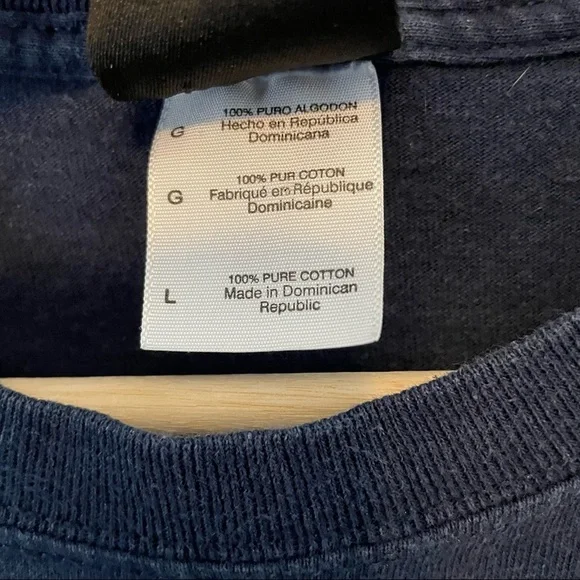 100% PURO ALGODON
G Hecho en República
Dominicana
100% PUR COTON
G Fabriqué en République
Dominicaine
100% PURE COTTON
L Made in Dominican
Republic